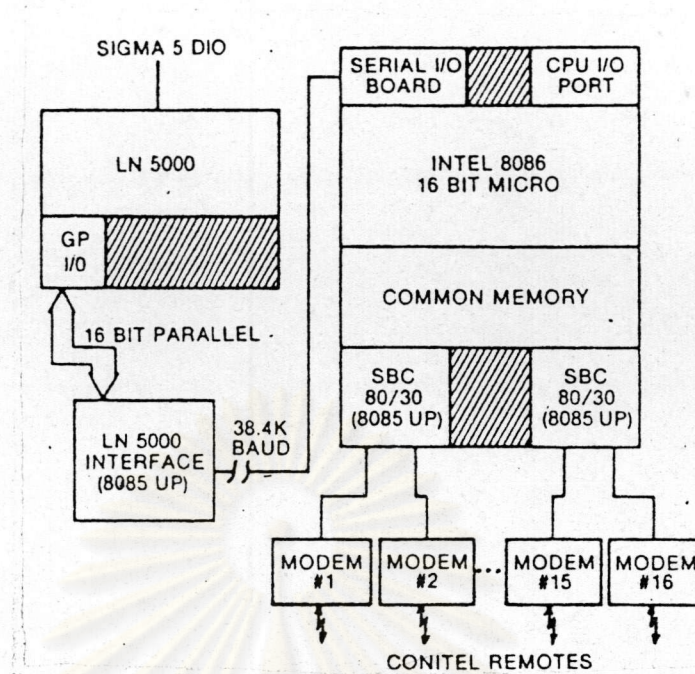 SIGMA 5 DIO
LN 5000
GP
I/O
16 BIT PARALLEL
LN 5000
INTERFACE
(8085 UP)
38.4K
BAUD
SERIAL I/O
BOARD
CPU I/O
PORT
INTEL 8086
16 BIT MICRO
COMMON MEMORY
SBC
80/30
(8085 UP)
SBC
80/30
(8085 UP)
MODEM
#1
MODEM
#2
...
MODEM
#15
MODEM
#16
CONITEL REMOTES